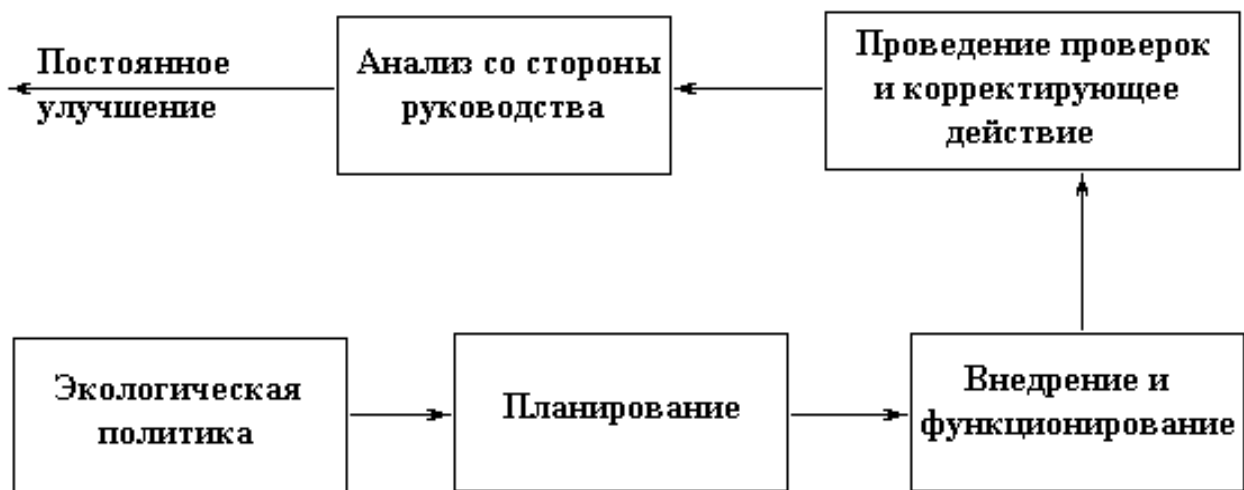 Постоянное
улучшение
Анализ со стороны
руководства
Проведение проверок
и корректирующее
действие
Экологическая
политика
Планирование
Внедрение и
функционирование